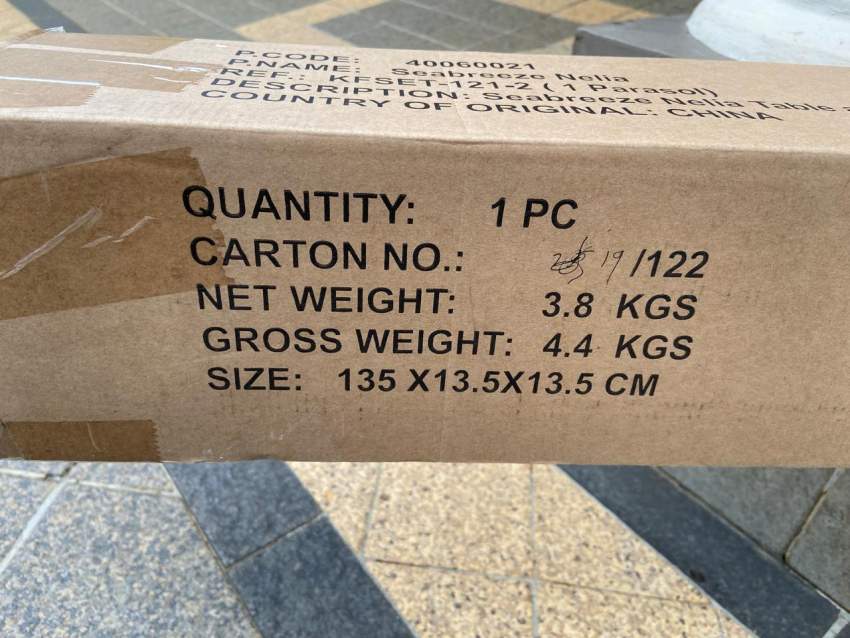 P.CODE: 40060021
P.NAME: Seabreeze Nelia
REF.: KFSET-121-2 ( 1 Parasol)
DESCRIPTION: Seabreeze Nelia Table
COUNTRY OF ORIGINAL: CHINA
QUANTITY: 1 PC
CARTON NO.: 19 /122
NET WEIGHT: 3.8 KGS
GROSS WEIGHT: 4.4 KGS
SIZE: 135 X13.5X13.5 CM